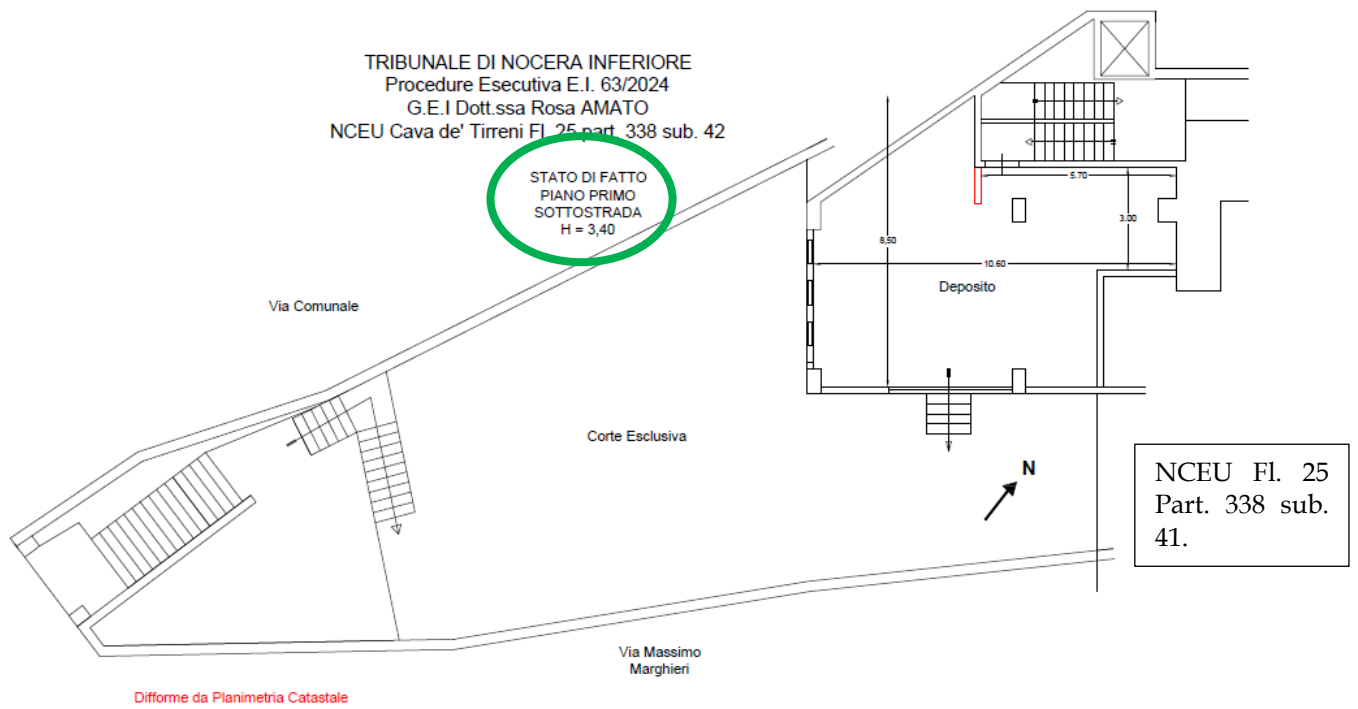 TRIBUNALE DI NOCERA INFERIORE
Procedure Esecutiva E.I. 63/2024
G.E.I Dott.ssa Rosa AMATO
NCEU Cava de' Tirreni Fl. 25 part. 338 sub. 42
STATO DI FATTO
PIANO PRIMO
SOTTOSTRADA
H = 3,40
5.70
3.00
8,50
10.60
Deposito
Via Comunale
Corte Esclusiva
N
NCEU Fl. 25
Part. 338 sub.
41.
Via Massimo
Marghieri
Difforme da Planimetria Catastale